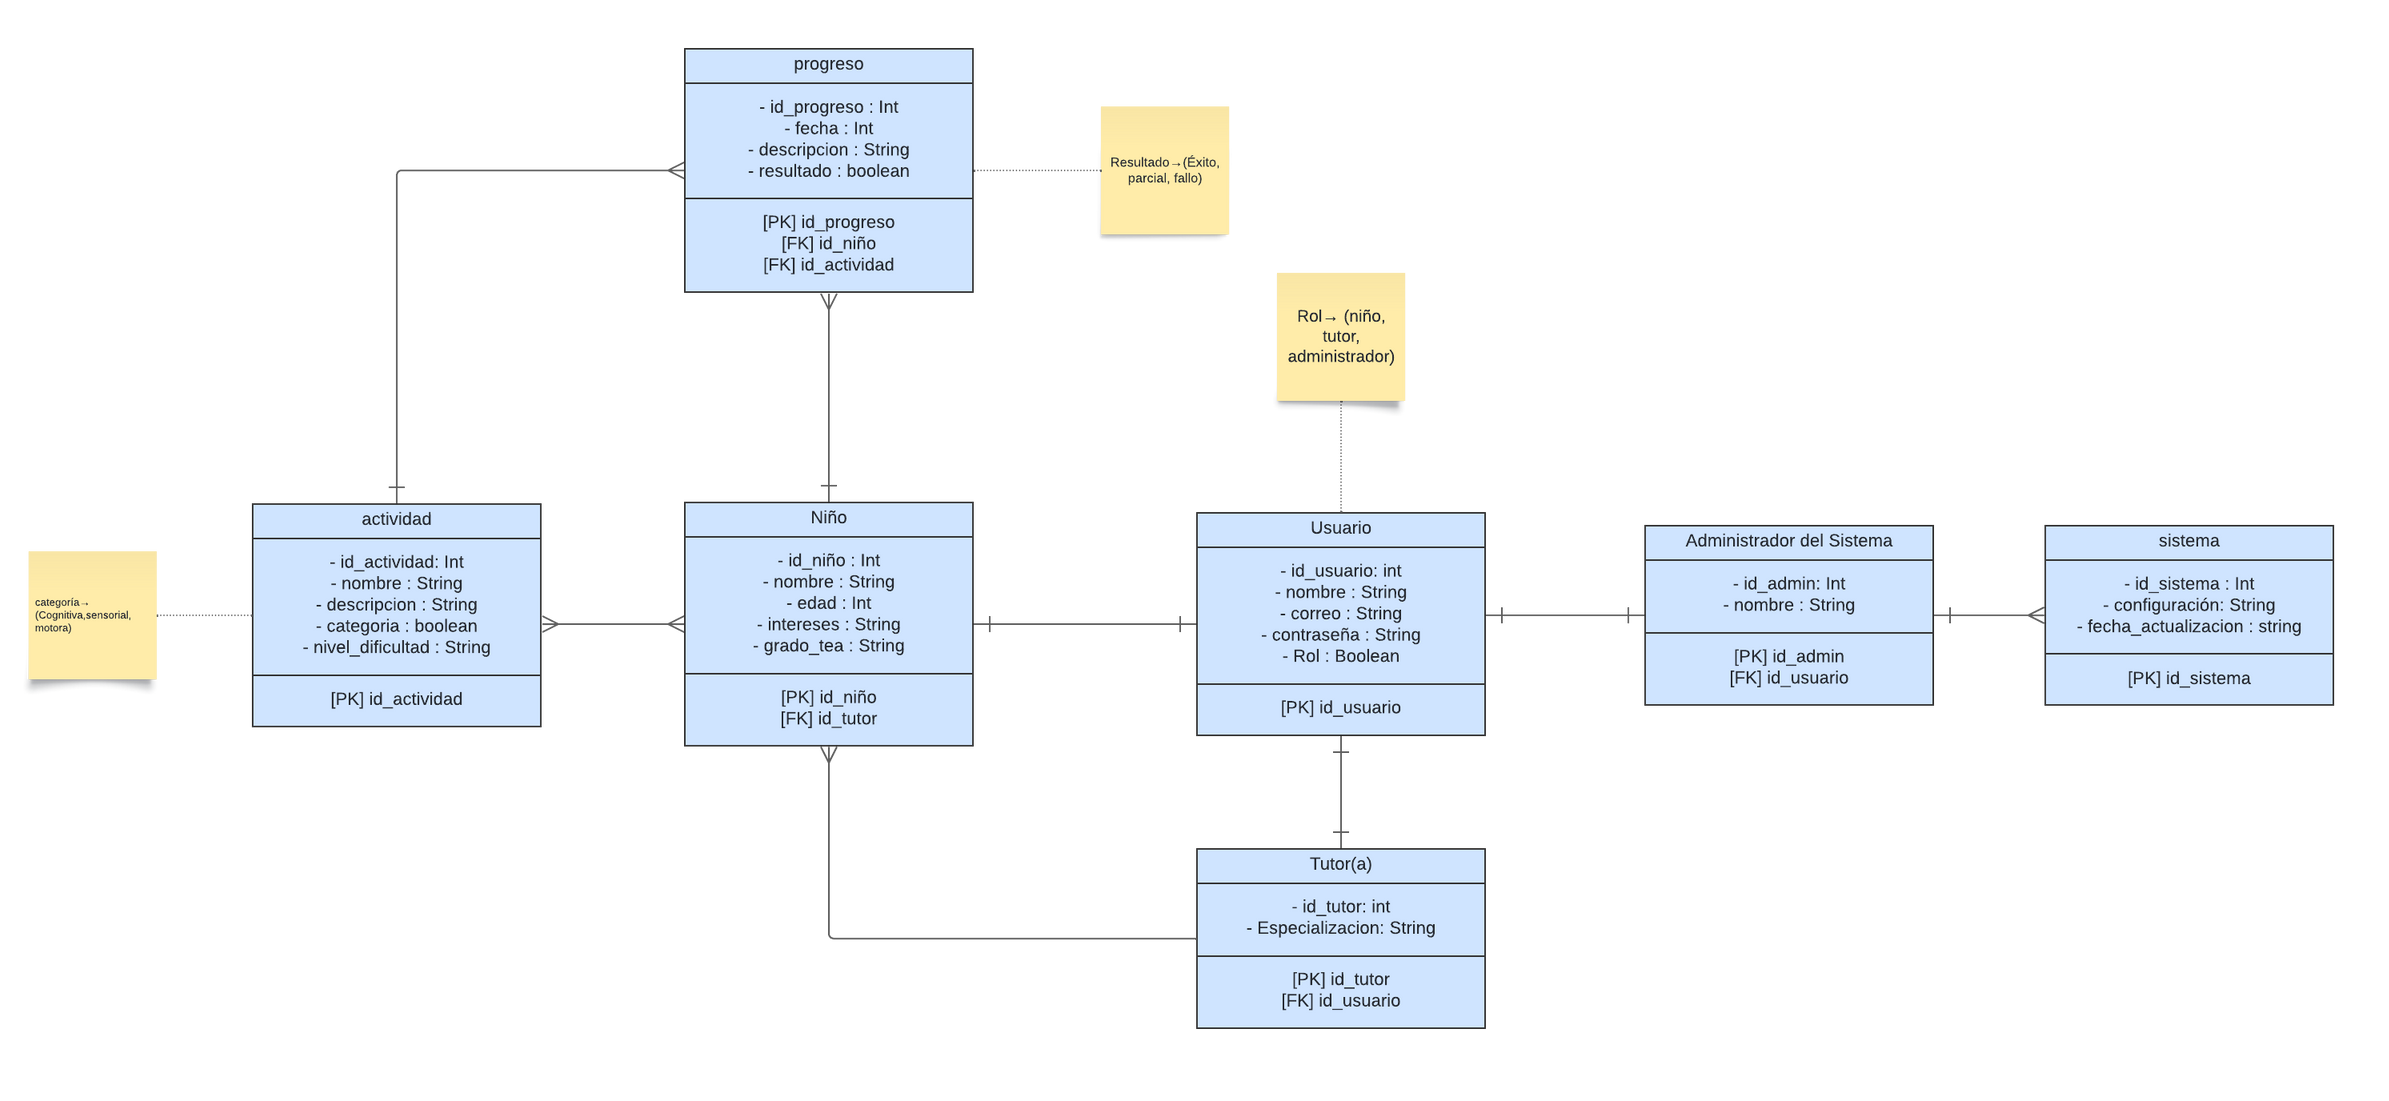 progreso
- id_progreso : Int
- fecha : Int
- descripcion : String
- resultado : boolean
[PK] id_progreso
[FK] id_niño
[FK] id_actividad
Resultado→(Éxito,
parcial, fallo)
Rol→ (niño,
tutor,
administrador)
categoría→
(Cognitiva,sensorial,
motora)
actividad
- id_actividad: Int
- nombre : String
- descripcion : String
- categoria : boolean
- nivel_dificultad : String
[PK] id_actividad
Niño
- id_niño : Int
- nombre : String
- edad : Int
- intereses : String
- grado_tea : String
[PK] id_niño
[FK] id_tutor
Usuario
- id_usuario: int
- nombre : String
- correo : String
- contraseña : String
- Rol : Boolean
[PK] id_usuario
Administrador del Sistema
- id_admin: Int
- nombre : String
[PK] id_admin
[FK] id_usuario
sistema
- id_sistema : Int
- configuración: String
- fecha_actualizacion : string
[PK] id_sistema
Tutor(a)
- id_tutor: int
- Especializacion: String
[PK] id_tutor
[FK] id_usuario